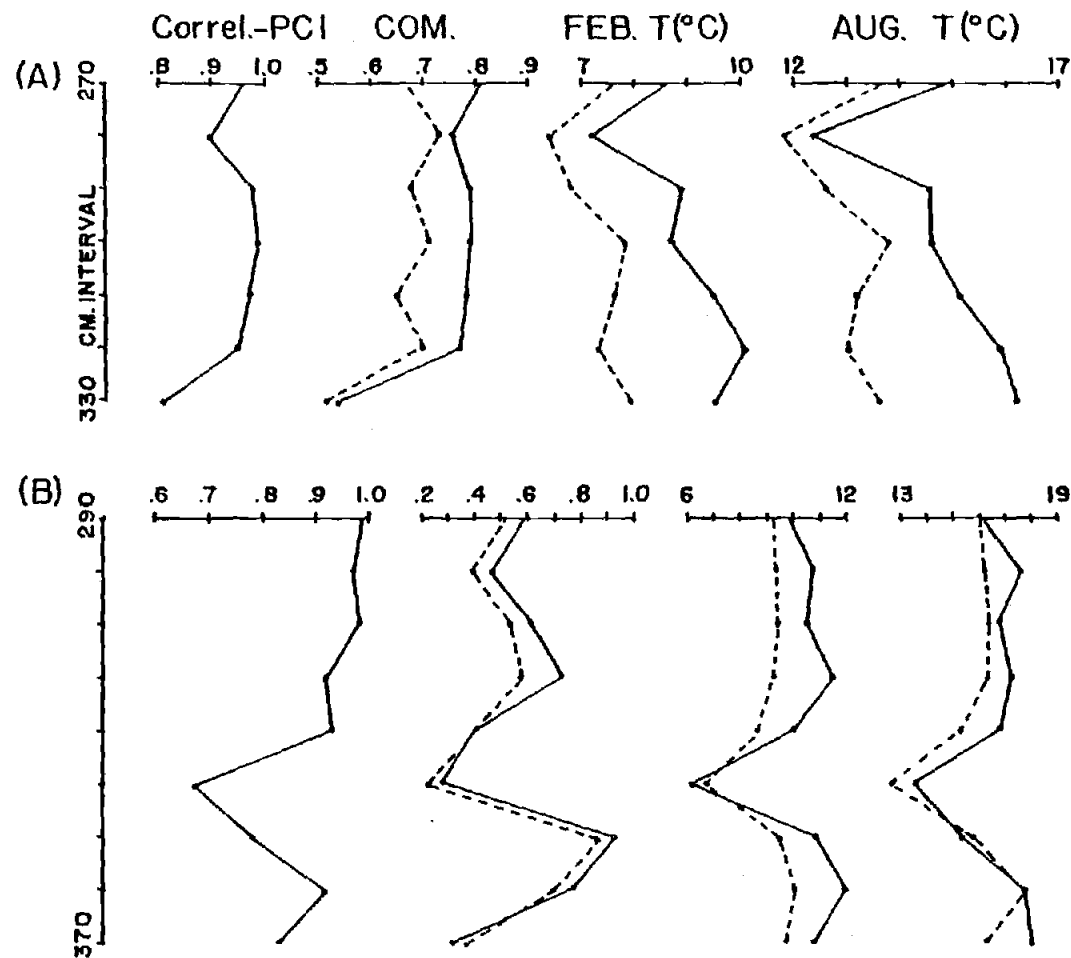 Correl.-PCI COM. FEB. T(°C) AUG. T(°C)
(A) .8 .9 1.0 .5 .6 .7 .8 .9 7 10 12 17
270
CM. INTERVAL
330
(B) .6 .7 .8 .9 1.0 .2 .4 .6 .8 1.0 6 12 13 19
290
370